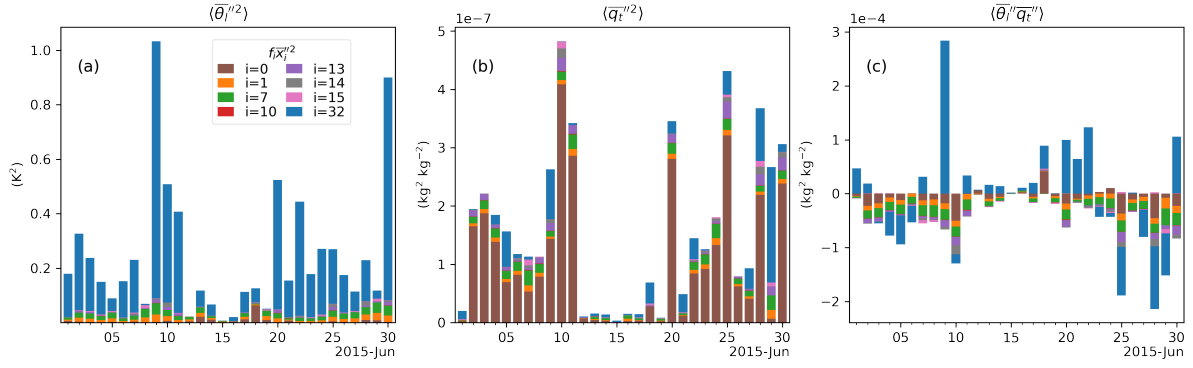 ⟨θ̅ₗ′′²⟩
1.0
0.8
0.6
0.4
0.2
(K²)
(a)
fᵢx̅ᵢ′′²
i=0
i=1
i=7
i=10
i=13
i=14
i=15
i=32
05 10 15 20 25 30
2015-Jun
⟨q̅ₜ′′²⟩
1e−7
5
4
3
2
1
0
(kg² kg⁻²)
(b)
05 10 15 20 25 30
2015-Jun
⟨θ̅ₗ′′q̅ₜ′′⟩
1e−4
3
2
1
0
−1
−2
(kg² kg⁻²)
(c)
05 10 15 20 25 30
2015-Jun